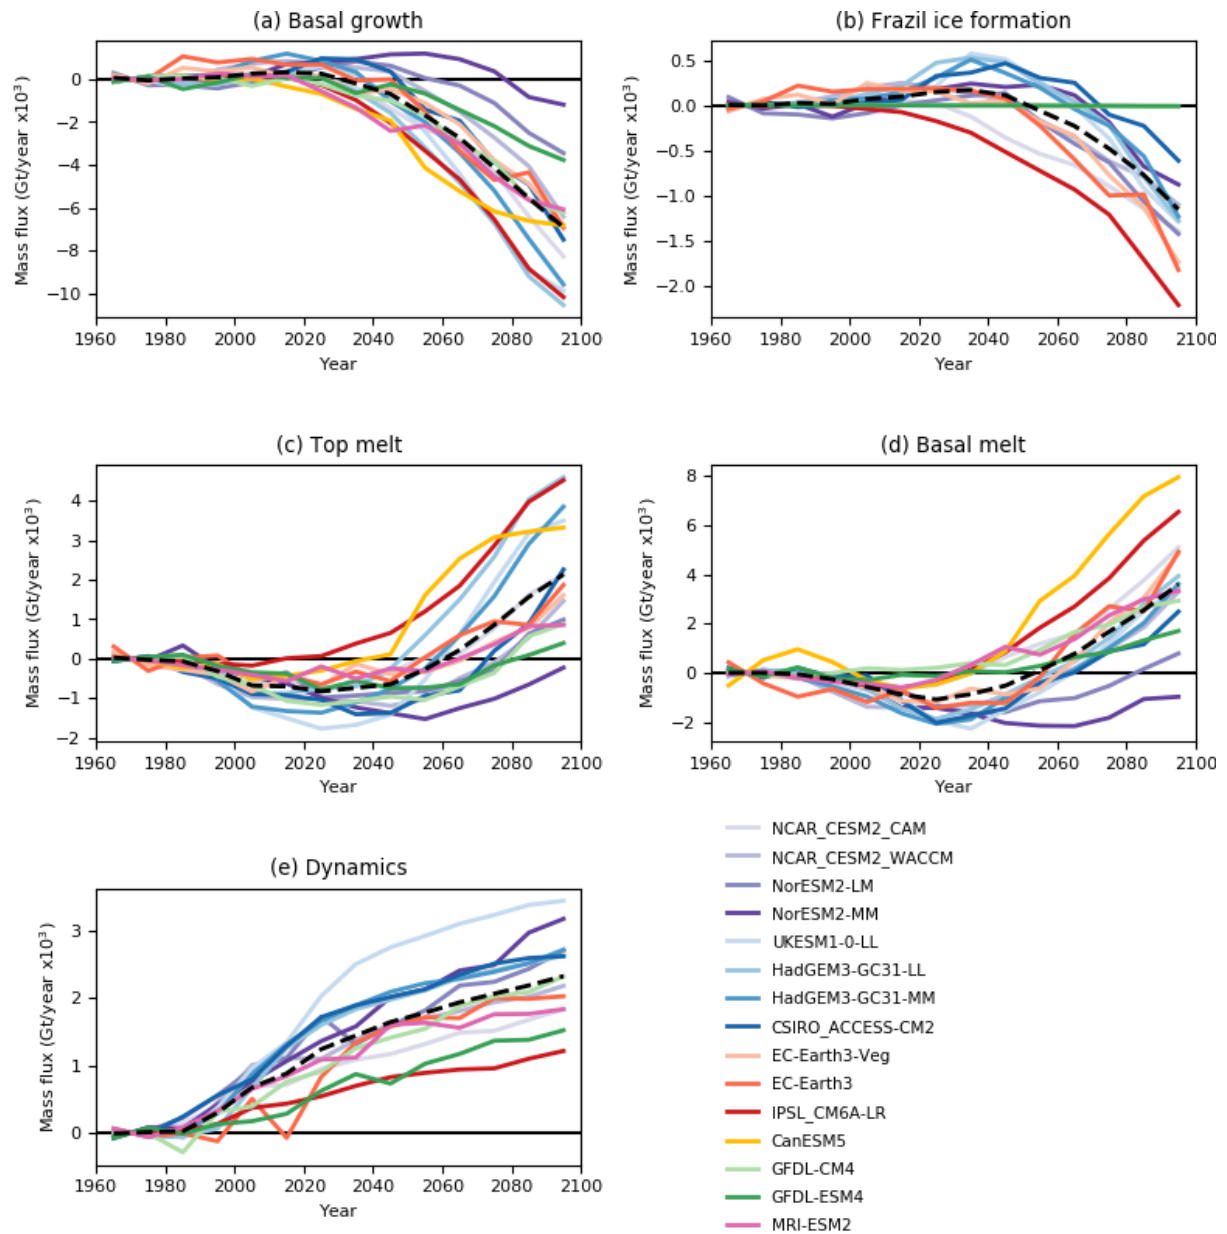 (a) Basal growth
(b) Frazil ice formation
Mass flux (Gt/year x10³)
0
−2
−4
−6
−8
−10
1960 1980 2000 2020 2040 2060 2080 2100
Year
Mass flux (Gt/year x10³)
0.5
0.0
−0.5
−1.0
−1.5
−2.0
1960 1980 2000 2020 2040 2060 2080 2100
Year
(c) Top melt
(d) Basal melt
Mass flux (Gt/year x10³)
4
3
2
1
0
−1
−2
1960 1980 2000 2020 2040 2060 2080 2100
Year
Mass flux (Gt/year x10³)
8
6
4
2
0
−2
1960 1980 2000 2020 2040 2060 2080 2100
Year
(e) Dynamics
Mass flux (Gt/year x10³)
3
2
1
0
1960 1980 2000 2020 2040 2060 2080 2100
Year
NCAR_CESM2_CAM
NCAR_CESM2_WACCM
NorESM2-LM
NorESM2-MM
UKESM1-0-LL
HadGEM3-GC31-LL
HadGEM3-GC31-MM
CSIRO_ACCESS-CM2
EC-Earth3-Veg
EC-Earth3
IPSL_CM6A-LR
CanESM5
GFDL-CM4
GFDL-ESM4
MRI-ESM2